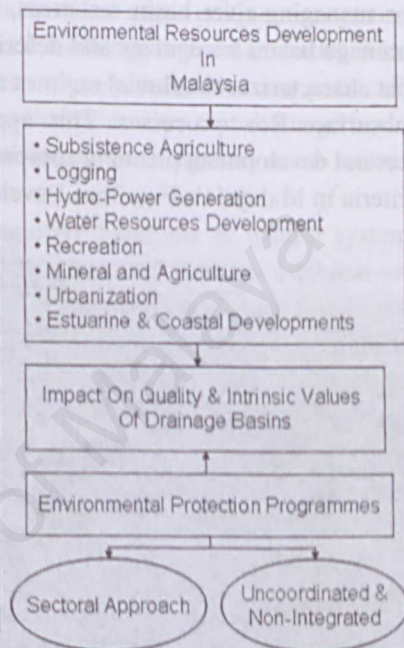 Environmental Resources Development
In
Malaysia
• Subsistence Agriculture
• Logging
• Hydro-Power Generation
• Water Resources Development
• Recreation
• Mineral and Agriculture
• Urbanization
• Estuarine & Coastal Developments
Impact On Quality & Intrinsic Values
Of Drainage Basins
Environmental Protection Programmes
Sectoral Approach
Uncoordinated &
Non-Integrated
of Malaya